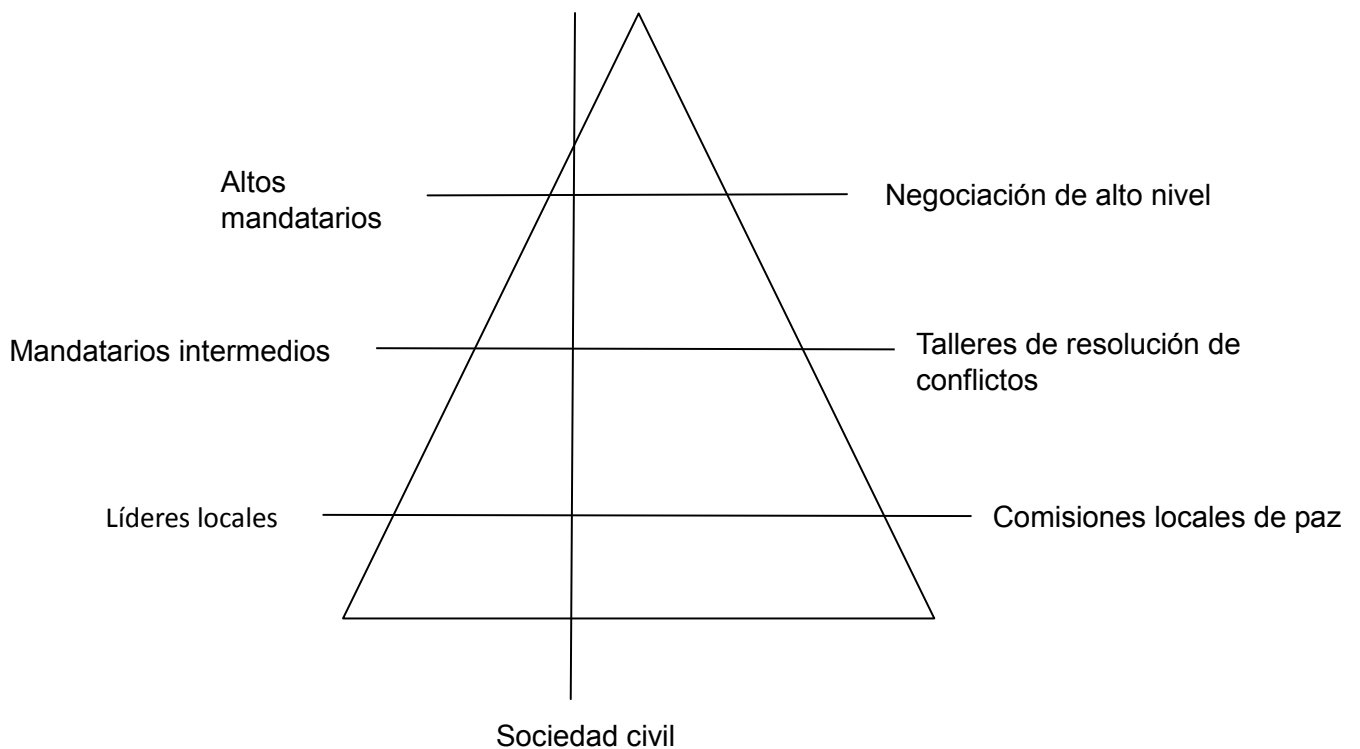 Altos
mandatarios
Negociación de alto nivel
Mandatarios intermedios
Talleres de resolución de
conflictos
Líderes locales
Comisiones locales de paz
Sociedad civil